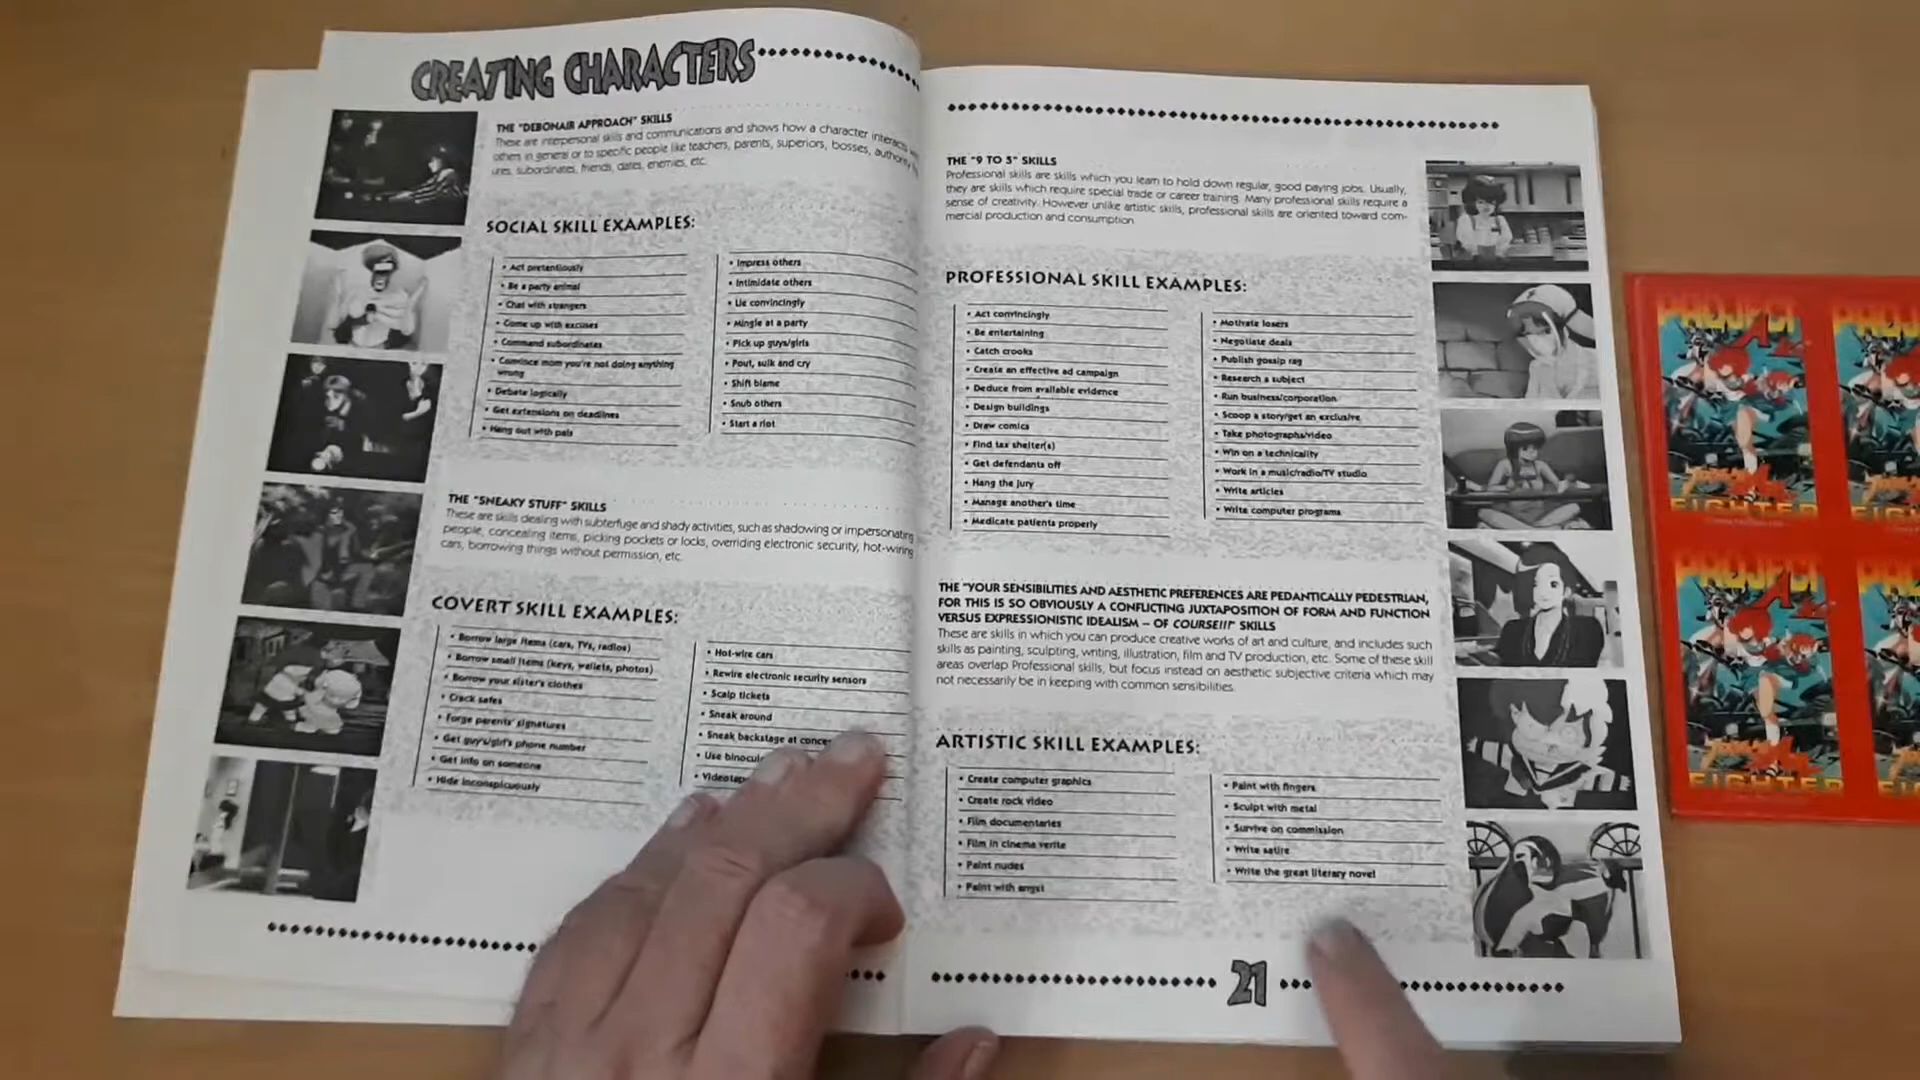 CREATING CHARACTERS
THE "DEBONAIR APPROACH" SKILLS
These are interpersonal skills and communications and shows how a character interacts
others in general or to specific people like teachers, parents, superiors, bosses, authority
ures, subordinates, friends, dates, enemies, etc.
SOCIAL SKILL EXAMPLES:
• Act pretentiously
• Be a party animal
• Chat with strangers
• Come up with excuses
• Command subordinates
• Convince mom you're not doing anything
wrong
• Debate logically
• Get extensions on deadlines
• Hang out with pals
• Impress others
• Intimidate others
• Lie convincingly
• Mingle at a party
• Pick up guys/girls
• Pout, sulk and cry
• Shift blame
• Snub others
• Start a riot
THE "SNEAKY STUFF" SKILLS
These are skills dealing with subterfuge and shady activities, such as shadowing or impersonating
people, concealing items, picking pockets or locks, overriding electronic security, hot-wiring
cars, borrowing things without permission, etc.
COVERT SKILL EXAMPLES:
• Borrow large items (cars, TVs, radios)
• Borrow small items (keys, wallets, photos)
• Borrow your sister's clothes
• Crack safes
• Forge parents' signatures
• Get guy's/girl's phone number
• Get info on someone
• Hide inconspicuously
• Hot-wire cars
• Rewire electronic security sensors
• Scalp tickets
• Sneak around
• Sneak backstage at conce
• Use binocul
• Videotap
THE "9 TO 5" SKILLS
Professional skills are skills which you learn to hold down regular, good paying jobs. Usually,
they are skills which require special trade or career training. Many professional skills require a
sense of creativity. However unlike artistic skills, professional skills are oriented toward com-
mercial production and consumption.
PROFESSIONAL SKILL EXAMPLES:
• Act convincingly
• Be entertaining
• Catch crooks
• Create an effective ad campaign
• Deduce from available evidence
• Design buildings
• Draw comics
• Find tax shelter(s)
• Get defendants off
• Hang the jury
• Manage another's time
• Medicate patients properly
• Motivate losers
• Negotiate deals
• Publish gossip rag
• Research a subject
• Run business/corporation
• Scoop a story/get an exclusive
• Take photographs/video
• Win on a technicality
• Work in a music/radio/TV studio
• Write articles
• Write computer programs
THE "YOUR SENSIBILITIES AND AESTHETIC PREFERENCES ARE PEDANTICALLY PEDESTRIAN,
FOR THIS IS SO OBVIOUSLY A CONFLICTING JUXTAPOSITION OF FORM AND FUNCTION
VERSUS EXPRESSIONISTIC IDEALISM – OF COURSE!!!" SKILLS
These are skills in which you can produce creative works of art and culture, and includes such
skills as painting, sculpting, writing, illustration, film and TV production, etc. Some of these skill
areas overlap Professional skills, but focus instead on aesthetic subjective criteria which may
not necessarily be in keeping with common sensibilities.
ARTISTIC SKILL EXAMPLES:
• Create computer graphics
• Create rock video
• Film documentaries
• Film in cinema verite
• Paint nudes
• Paint with angst
• Paint with fingers
• Sculpt with metal
• Survive on commission
• Write satire
• Write the great literary novel
21
PROJECT
FIGHTER
PROJECT
FIGHTER